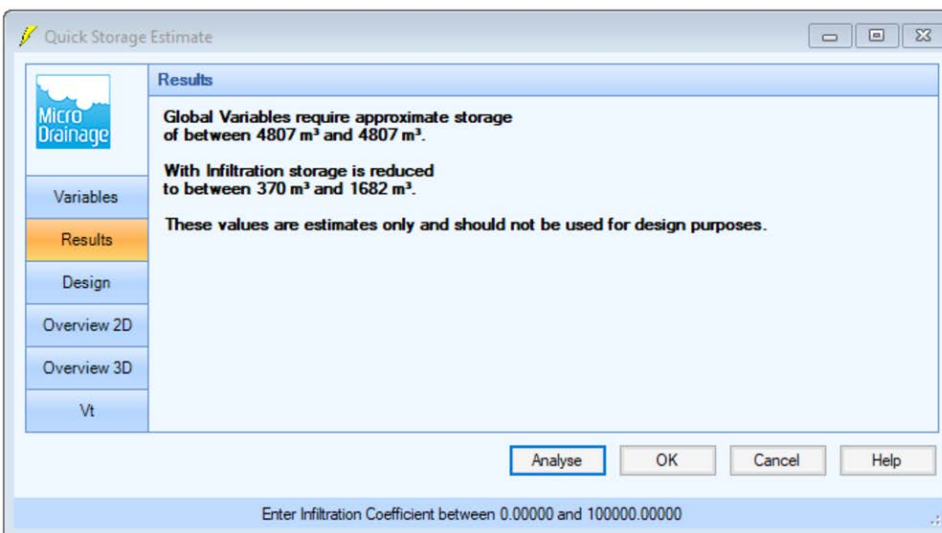 Quick Storage Estimate
Micro
Drainage
Variables
Results
Design
Overview 2D
Overview 3D
Vt
Results
Global Variables require approximate storage
of between 4807 m³ and 4807 m³.
With Infiltration storage is reduced
to between 370 m³ and 1682 m³.
These values are estimates only and should not be used for design purposes.
Analyse
OK
Cancel
Help
Enter Infiltration Coefficient between 0.00000 and 100000.00000